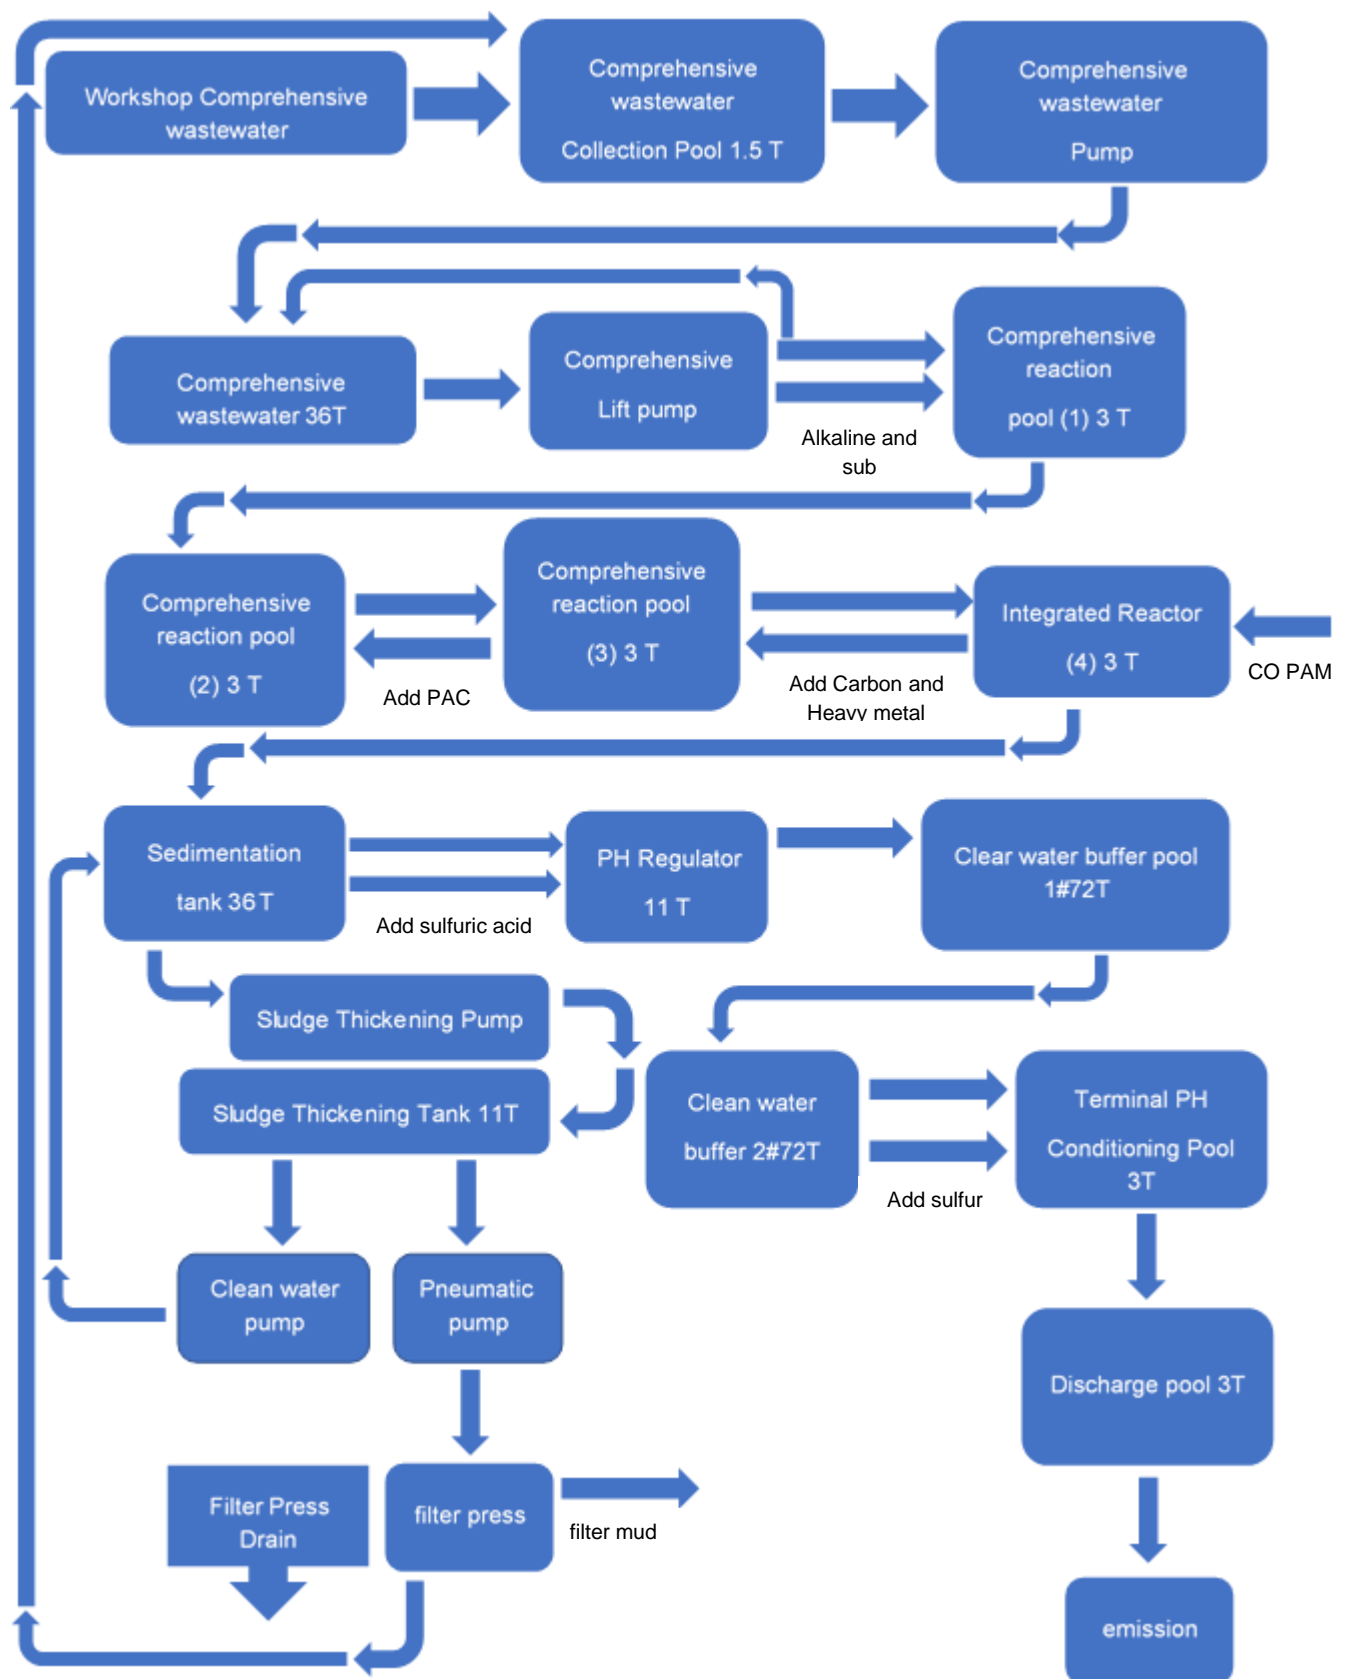 Workshop Comprehensive
wastewater
Comprehensive
wastewater
Collection Pool 1.5 T
Comprehensive
wastewater
Pump
Comprehensive
wastewater 36T
Comprehensive
Lift pump
Alkaline and
sub
Comprehensive
reaction
pool (1) 3 T
Comprehensive
reaction pool
(2) 3 T
Add PAC
Comprehensive
reaction pool
(3) 3 T
Add Carbon and
Heavy metal
Integrated Reactor
(4) 3 T
CO PAM
Sedimentation
tank 36T
Add sulfuric acid
PH Regulator
11 T
Clear water buffer pool
1#72T
Sludge Thickening Pump
Sludge Thickening Tank 11T
Clean water
buffer 2#72T
Add sulfur
Terminal PH
Conditioning Pool
3T
Clean water
pump
Pneumatic
pump
Discharge pool 3T
Filter Press
Drain
filter press
filter mud
emission